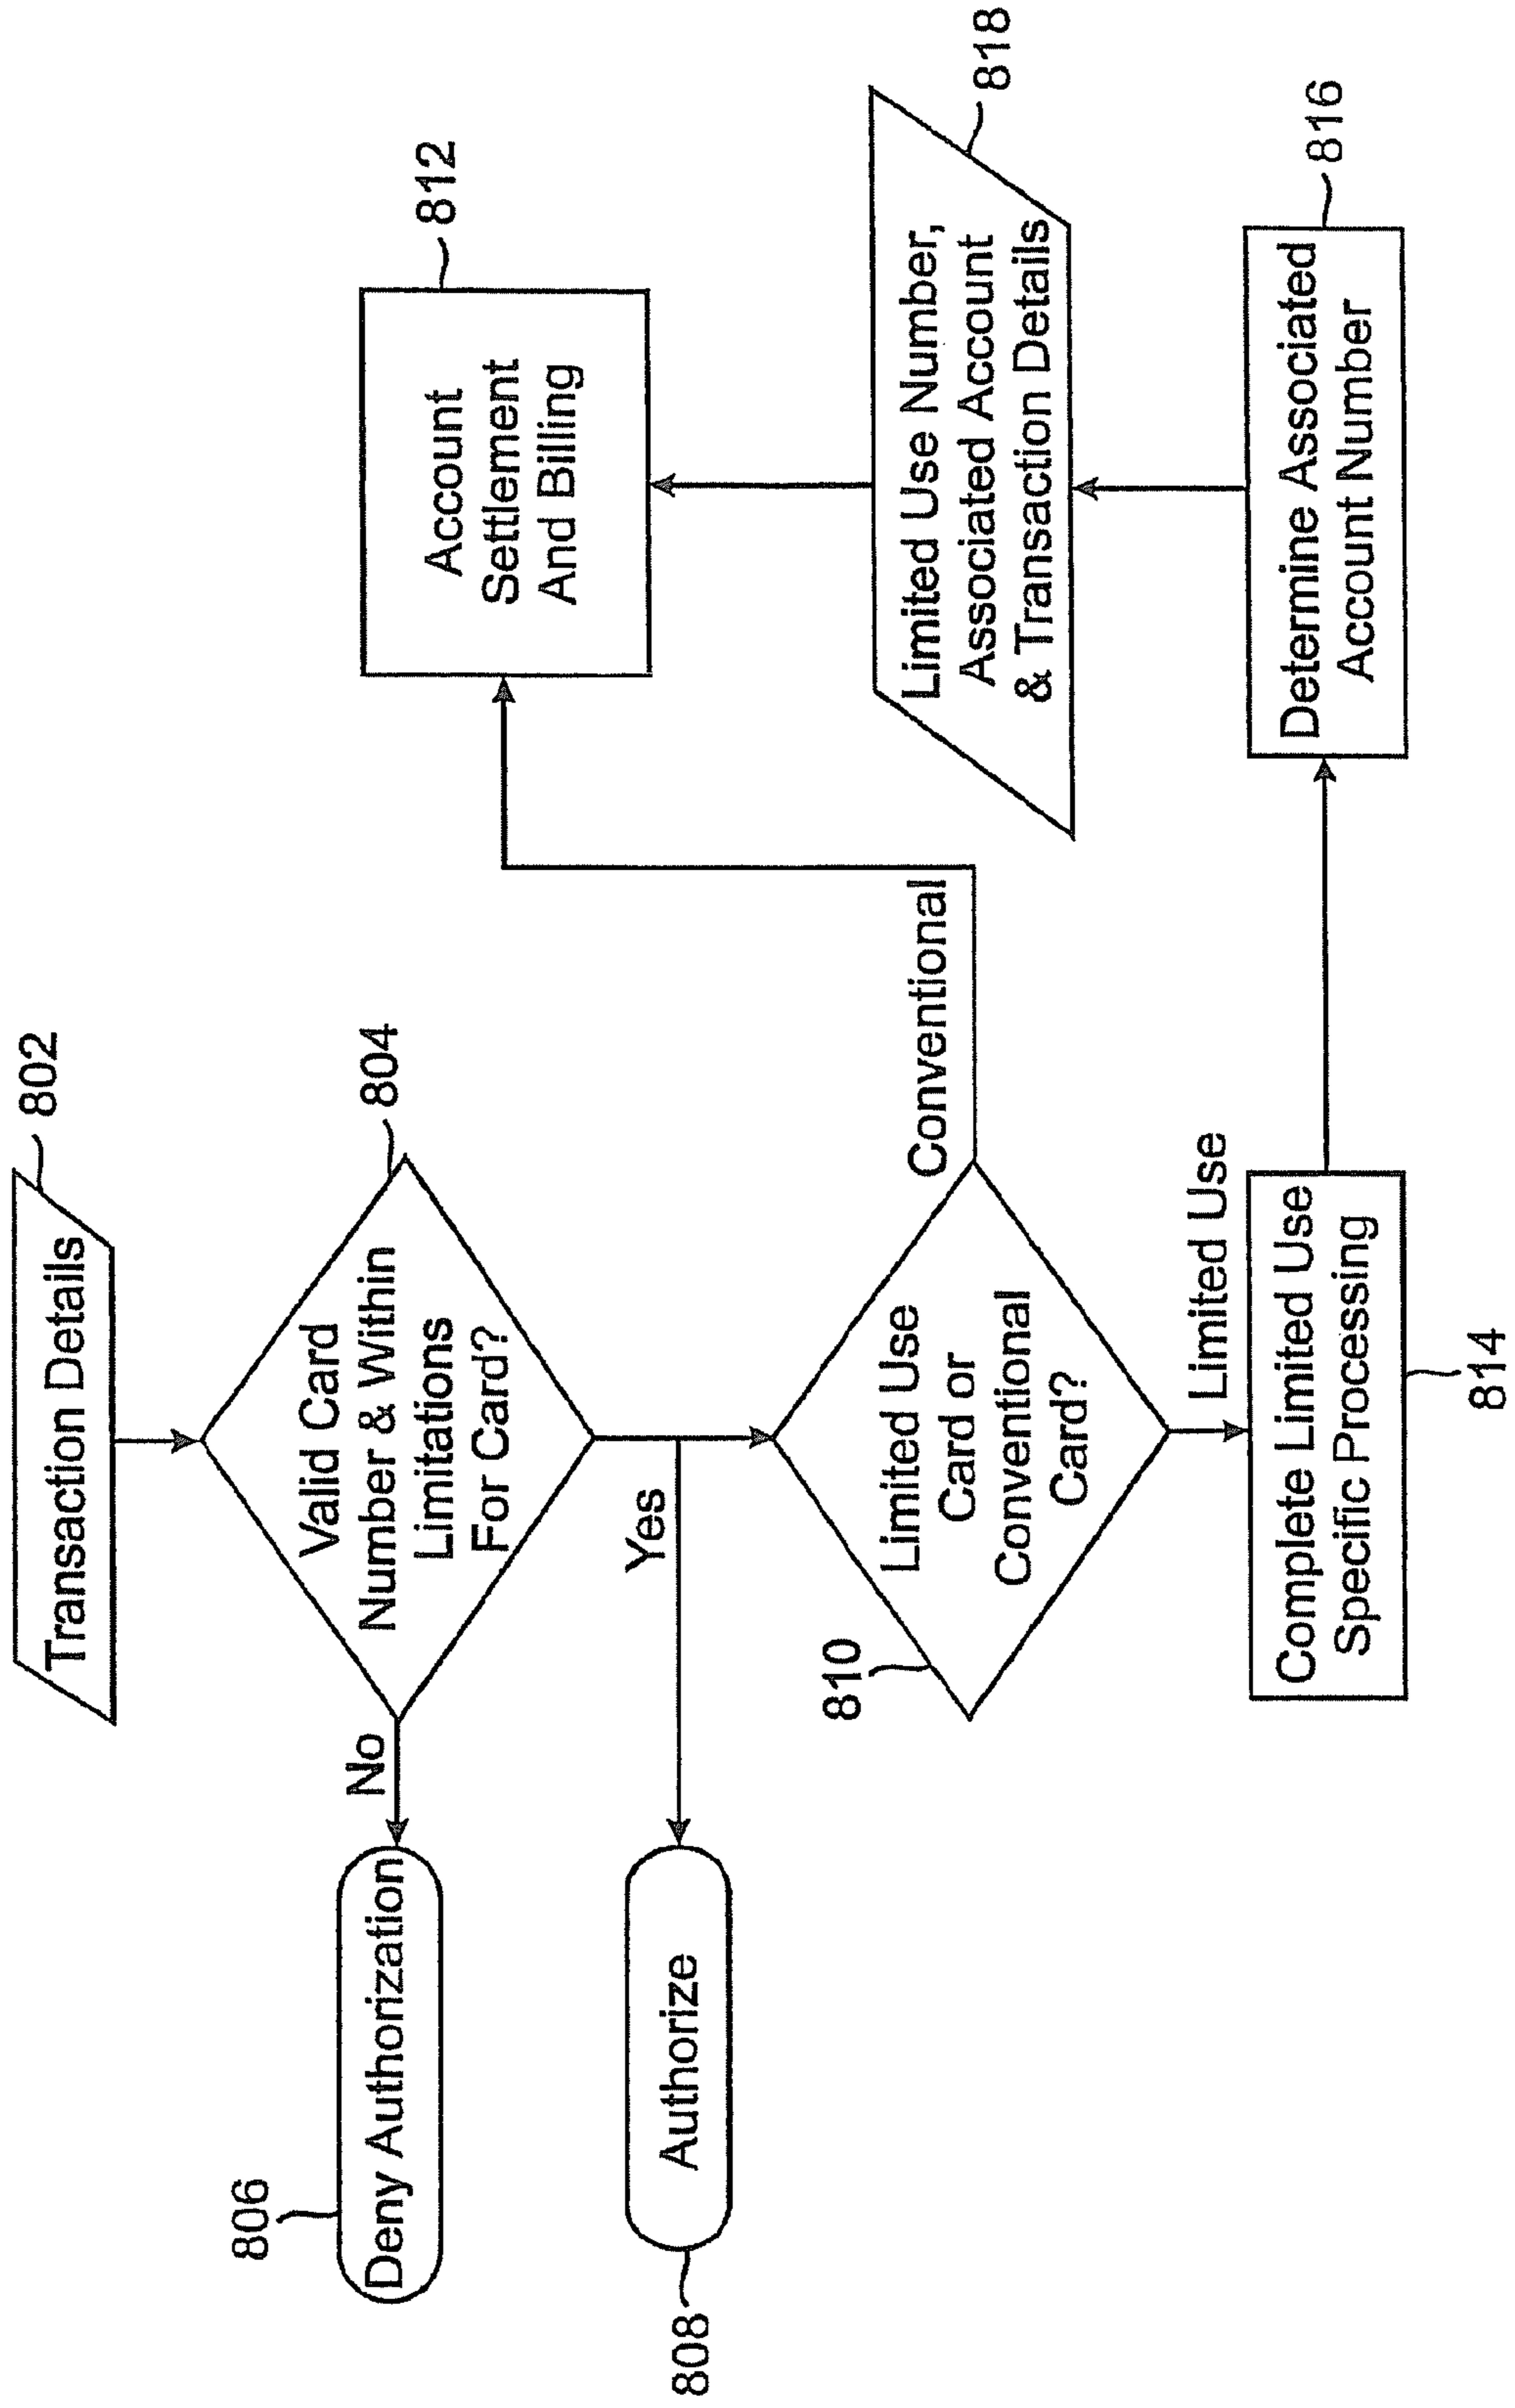 802
Transaction Details
804
Valid Card
Number & Within
Limitations
For Card?
No
806
Deny Authorization
Yes
808
Authorize
810
Limited Use
Card or
Conventional
Card?
Conventional
812
Account
Settlement
And Billing
Limited Use
814
Complete Limited Use
Specific Processing
816
Determine Associated
Account Number
818
Limited Use Number,
Associated Account
& Transaction Details